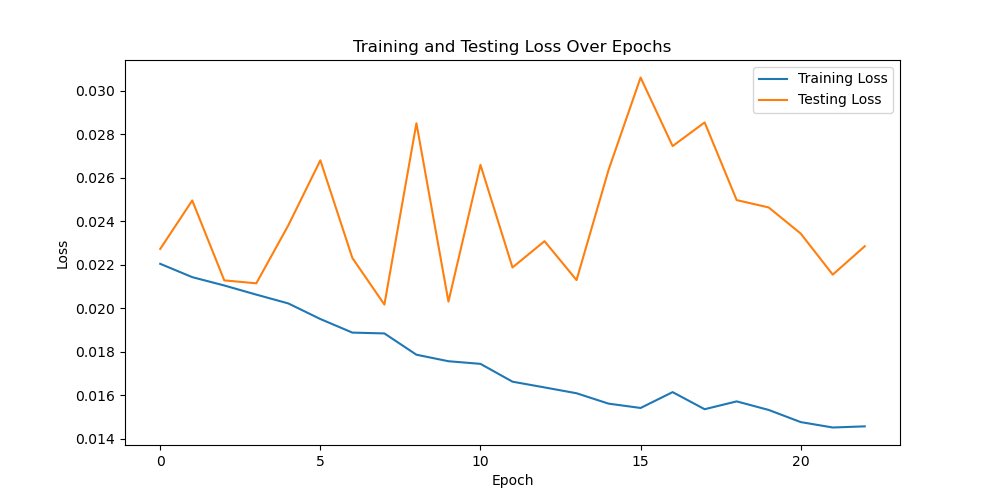 Training and Testing Loss Over Epochs
Training Loss
Testing Loss
0.030
0.028
0.026
0.024
0.022
0.020
0.018
0.016
0.014
Loss
0 5 10 15 20
Epoch